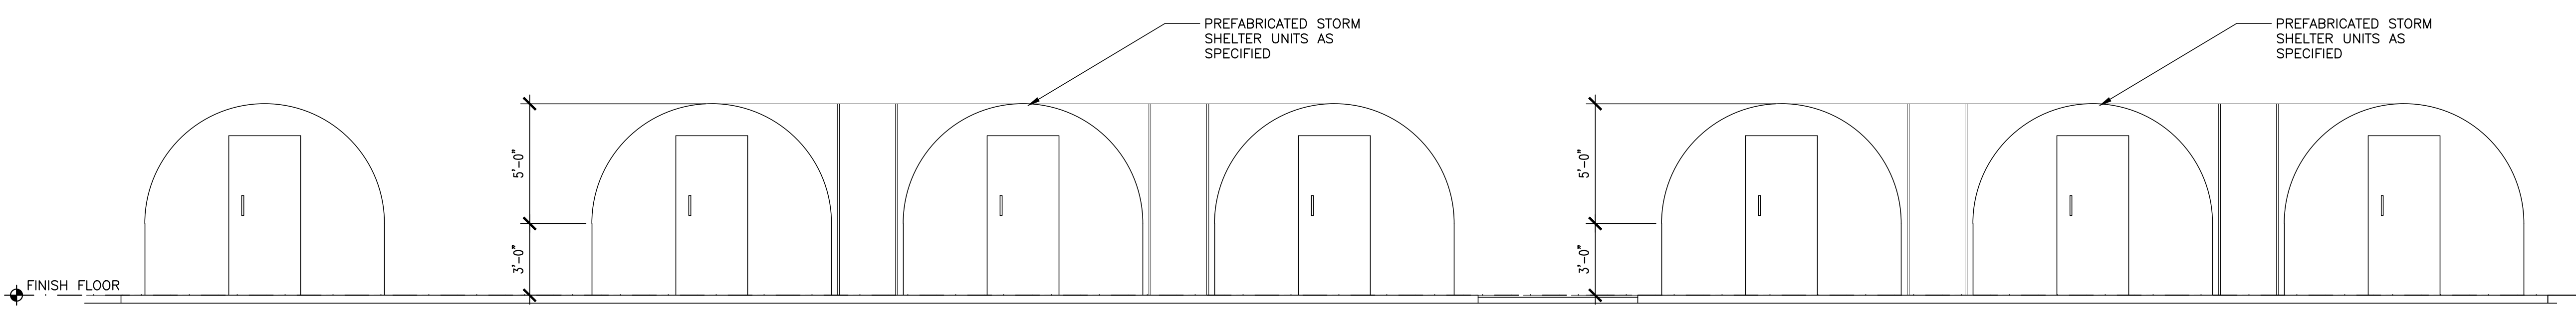 PREFABRICATED STORM
SHELTER UNITS AS
SPECIFIED
PREFABRICATED STORM
SHELTER UNITS AS
SPECIFIED
5'-0"
5'-0"
3'-0"
3'-0"
FINISH FLOOR